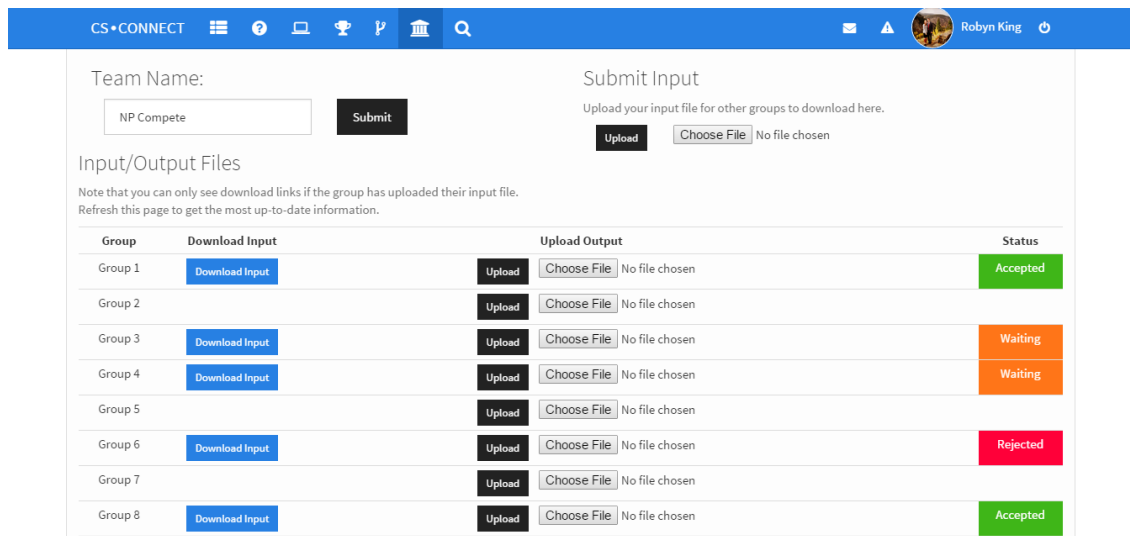 CS•CONNECT Robyn King
Team Name:
NP Compete Submit
Submit Input
Upload your input file for other groups to download here.
Upload Choose File No file chosen
Input/Output Files
Note that you can only see download links if the group has uploaded their input file.
Refresh this page to get the most up-to-date information.
Group Download Input Upload Output Status
Group 1 Download Input Upload Choose File No file chosen Accepted
Group 2 Upload Choose File No file chosen
Group 3 Download Input Upload Choose File No file chosen Waiting
Group 4 Download Input Upload Choose File No file chosen Waiting
Group 5 Upload Choose File No file chosen
Group 6 Download Input Upload Choose File No file chosen Rejected
Group 7 Upload Choose File No file chosen
Group 8 Download Input Upload Choose File No file chosen Accepted